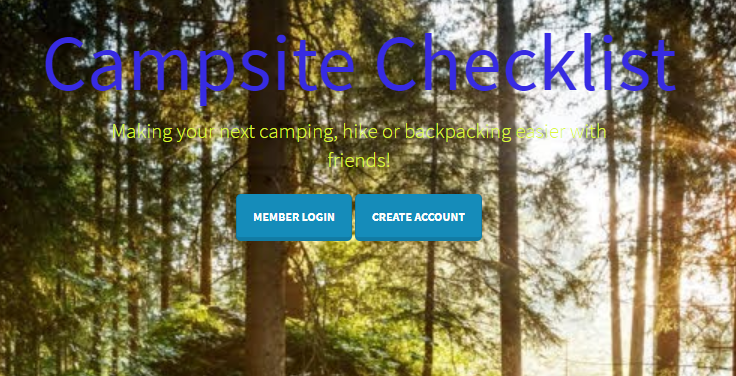 Campsite Checklist
Making your next camping, hike or backpacking easier with
friends!
MEMBER LOGIN
CREATE ACCOUNT